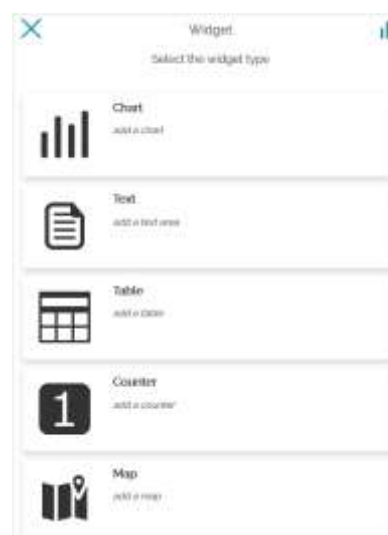 Widget
Select the widget type
Chart
add a chart
Text
add a text area
Table
add a table
1
Counter
add a counter
Map
add a map